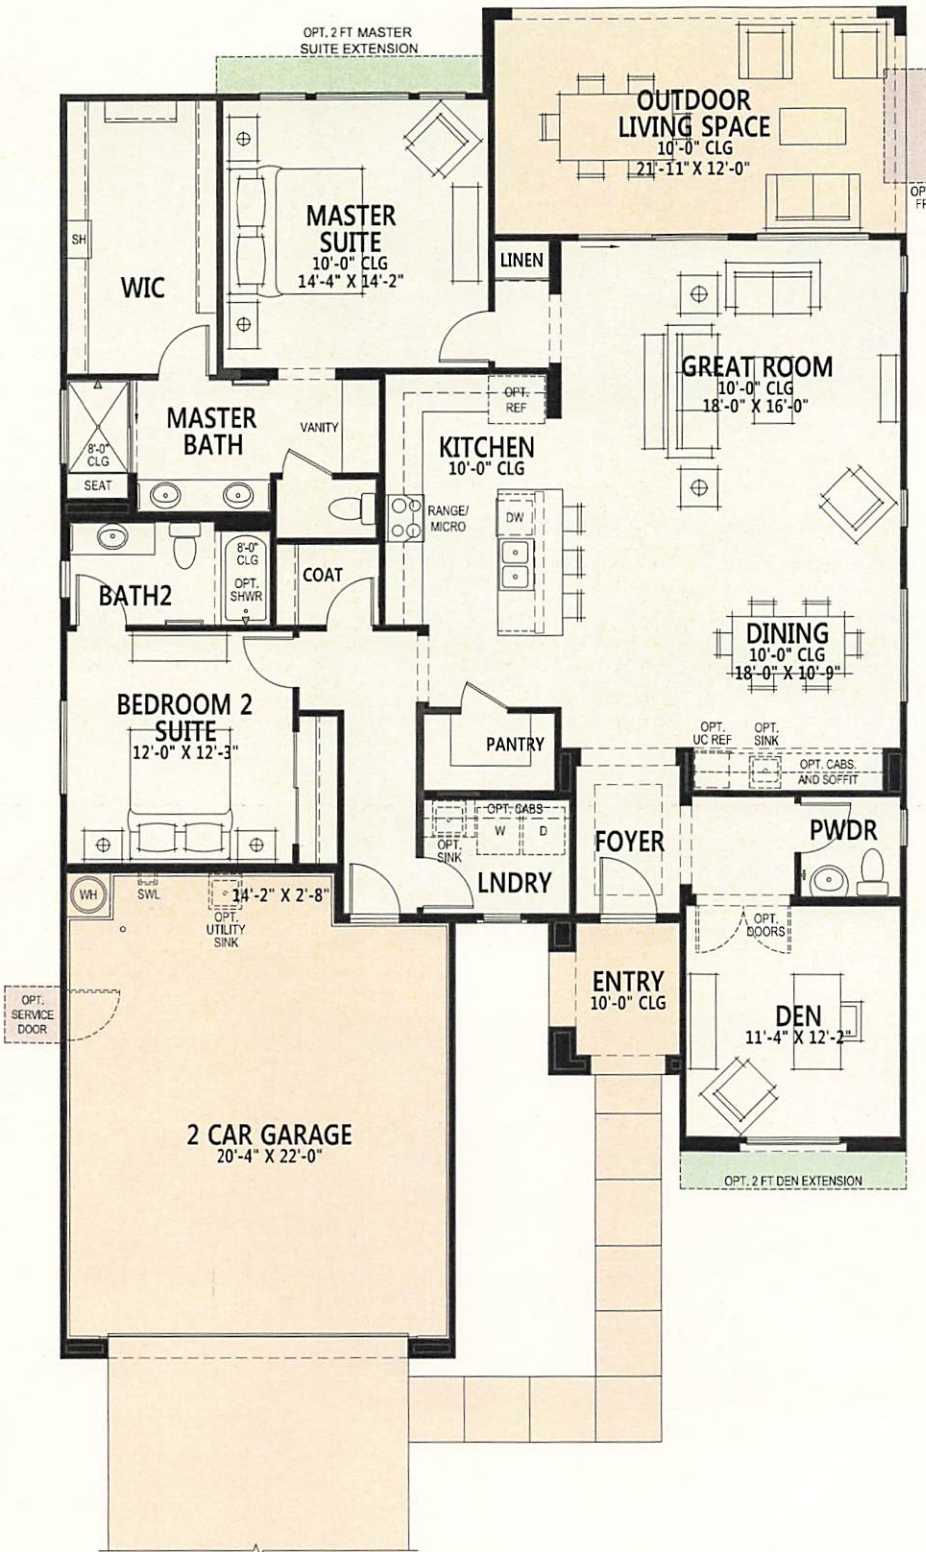 OPT. 2 FT MASTER
SUITE EXTENSION
OUTDOOR
LIVING SPACE
10'-0" CLG
21'-11" X 12'-0"
OP
FR
MASTER
SUITE
10'-0" CLG
14'-4" X 14'-2"
LINEN
SH
WIC
GREAT ROOM
10'-0" CLG
18'-0" X 16'-0"
OPT.
REF
MASTER
BATH
VANITY
KITCHEN
10'-0" CLG
8'-0"
CLG
SEAT
RANGE/
MICRO
DW
BATH2
8'-0"
CLG
OPT.
SHWR
COAT
DINING
10'-0" CLG
18'-0" X 10'-9"
BEDROOM 2
SUITE
12'-0" X 12'-3"
PANTRY
OPT.
UC REF
OPT.
SINK
OPT. CABS.
AND SOFFIT
OPT. CABS
W
D
OPT.
SINK
LNDRY
FOYER
PWDR
WH
SWL
14'-2" X 2'-8"
OPT.
UTILITY
SINK
OPT.
DOORS
OPT.
SERVICE
DOOR
ENTRY
10'-0" CLG
DEN
11'-4" X 12'-2"
2 CAR GARAGE
20'-4" X 22'-0"
OPT. 2 FT DEN EXTENSION